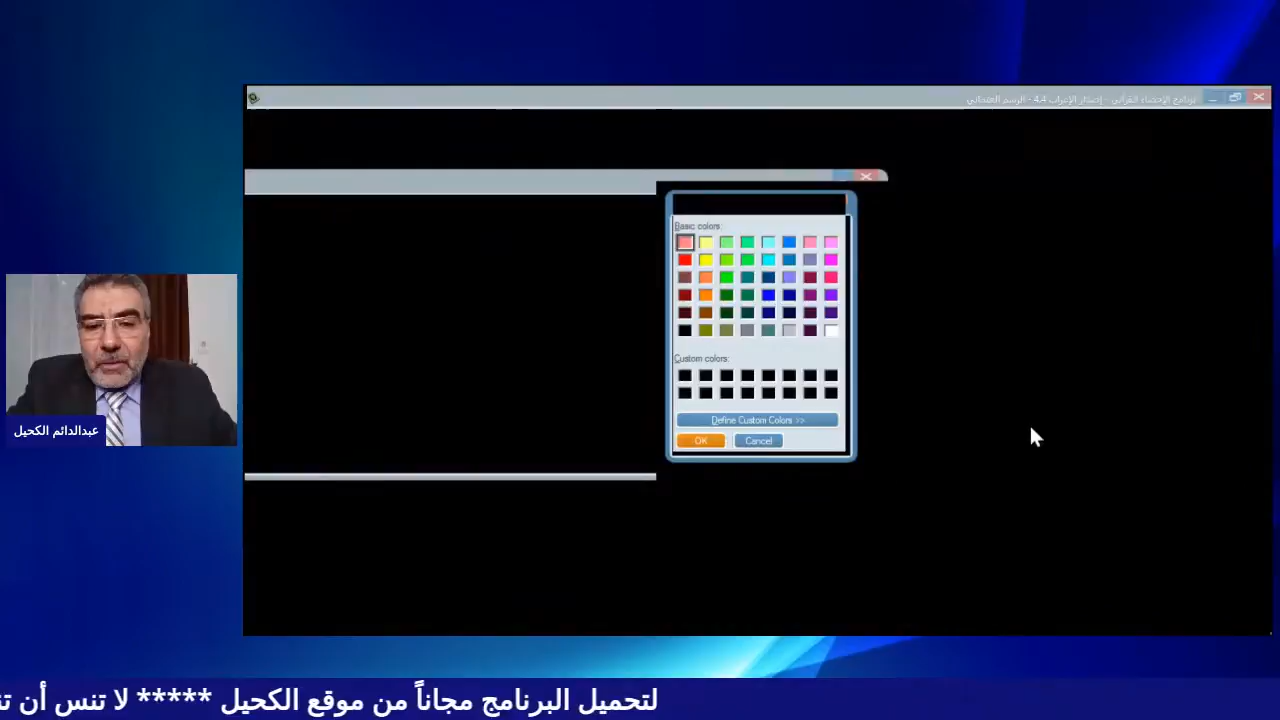 برنامج الإحصاء القرآني - إصدار الإعراب 4.4 - الرسم العثماني
Basic colors:
Custom colors:
Define Custom Colors >>
OK
Cancel
عبدالدائم الكحيل
لتحميل البرنامج مجاناً من موقع الكحيل ***** لا تنس أن